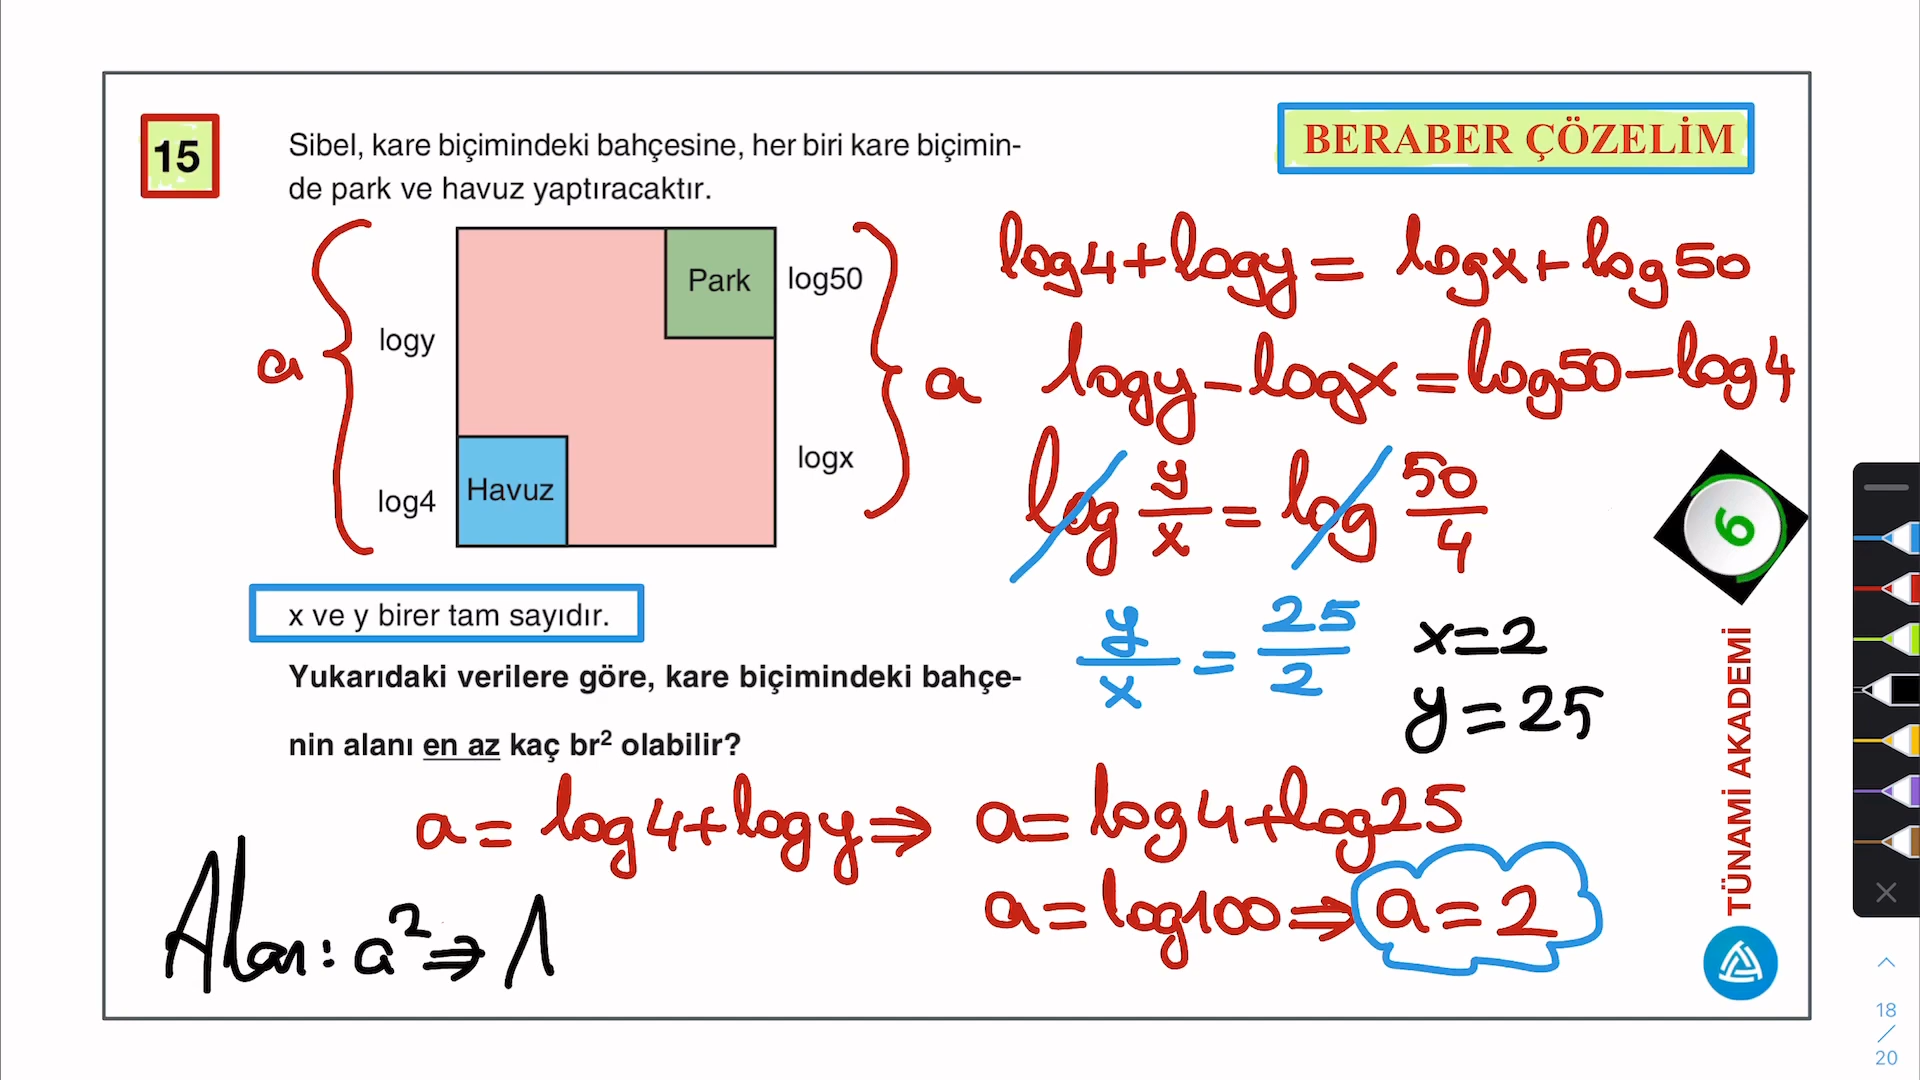 15
Sibel, kare biçimindeki bahçesine, her biri kare biçimin-
de park ve havuz yaptıracaktır.
BERABER ÇÖZELİM
Park
log50
logy
a
a
logx
log4
Havuz
x ve y birer tam sayıdır.
Yukarıdaki verilere göre, kare biçimindeki bahçe-
nin alanı en az kaç br² olabilir?
log4+logy= logx+log50
logy-logx=log50-log4
log y/x = log 50/4
y/x = 25/2
x=2
y=25
a= log4+logy⇒ a=log4+log25
a=log100⇒ a=2
Alan: a²⇒
6
TÜNAMİ AKADEMİ
18
/
20